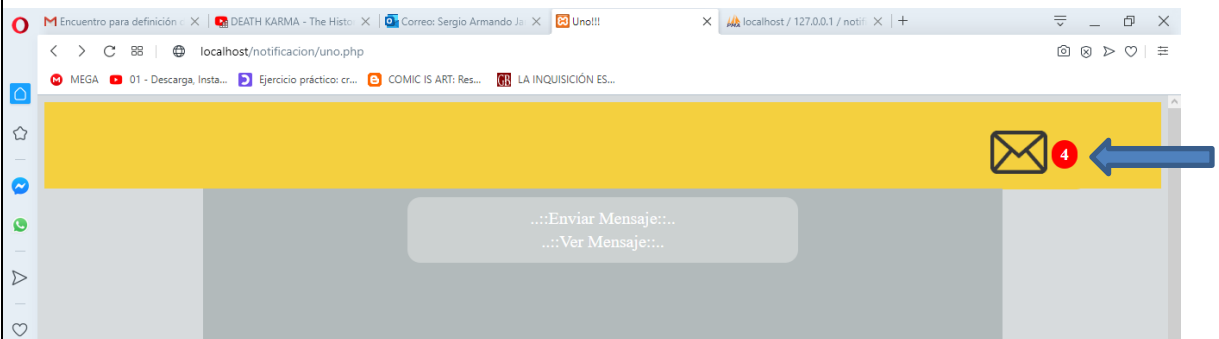 Encuentro para definición d
DEATH KARMA - The Histo
Correo: Sergio Armando Ja
Uno!!!
localhost / 127.0.0.1 / notifi
localhost/notificacion/uno.php
MEGA
01 - Descarga, Insta...
Ejercicio práctico: cr...
COMIC IS ART: Res...
LA INQUISICIÓN ES...
4
..::Enviar Mensaje::..
..::Ver Mensaje::..